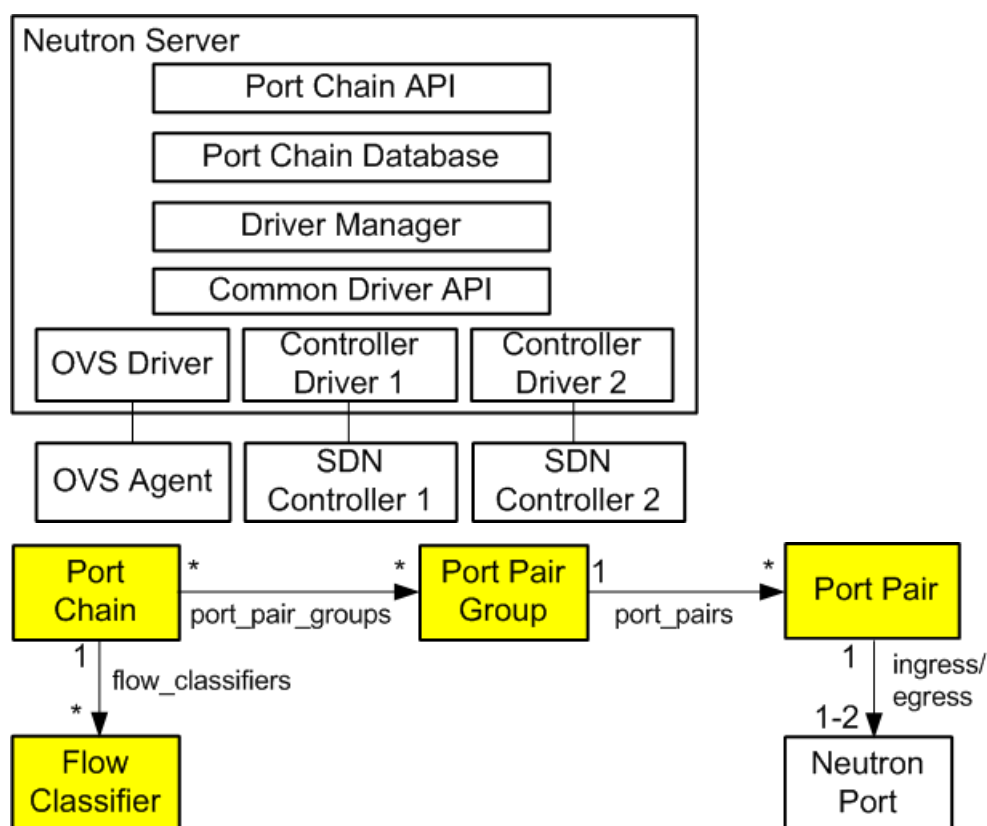 Neutron Server
Port Chain API
Port Chain Database
Driver Manager
Common Driver API
OVS Driver
Controller
Driver 1
Controller
Driver 2
OVS Agent
SDN
Controller 1
SDN
Controller 2
Port
Chain
*
*
port_pair_groups
Port Pair
Group
1
*
port_pairs
Port Pair
1
flow_classifiers
*
1
ingress/
egress
1-2
Flow
Classifier
Neutron
Port